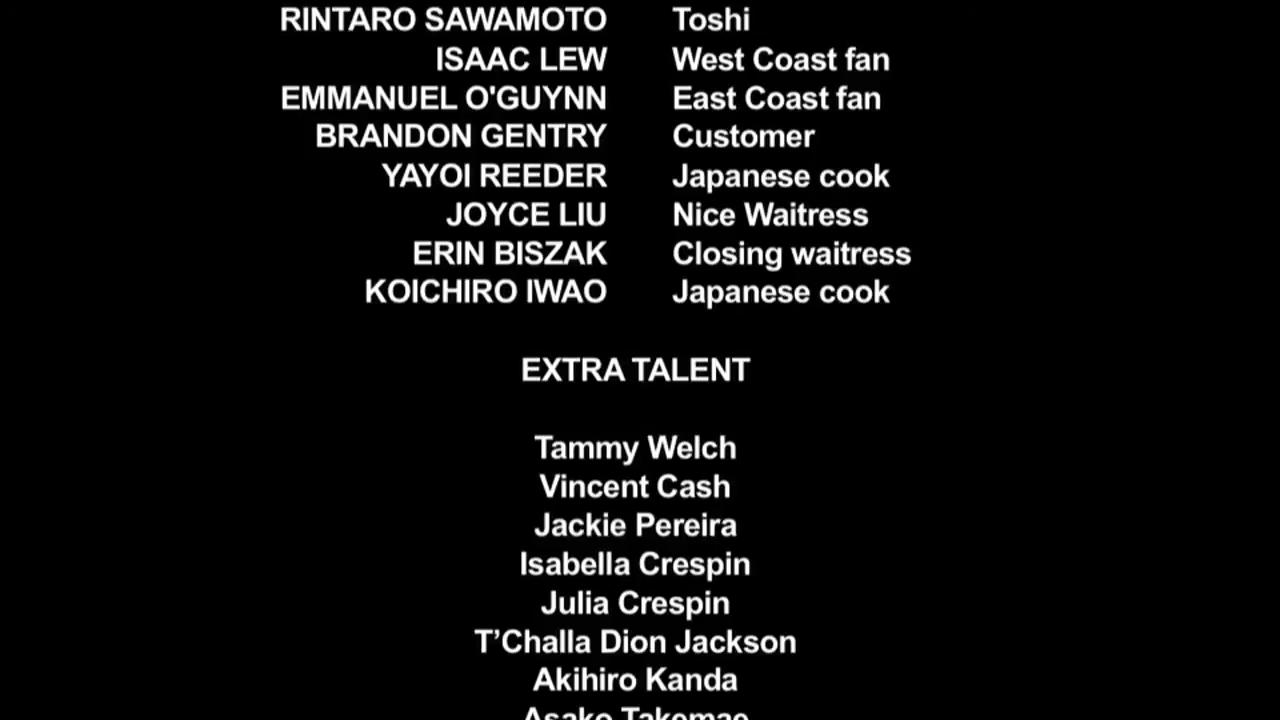 RINTARO SAWAMOTO Toshi
ISAAC LEW West Coast fan
EMMANUEL O'GUYNN East Coast fan
BRANDON GENTRY Customer
YAYOI REEDER Japanese cook
JOYCE LIU Nice Waitress
ERIN BISZAK Closing waitress
KOICHIRO IWAO Japanese cook
EXTRA TALENT
Tammy Welch
Vincent Cash
Jackie Pereira
Isabella Crespin
Julia Crespin
T’Challa Dion Jackson
Akihiro Kanda
Asako Takemae